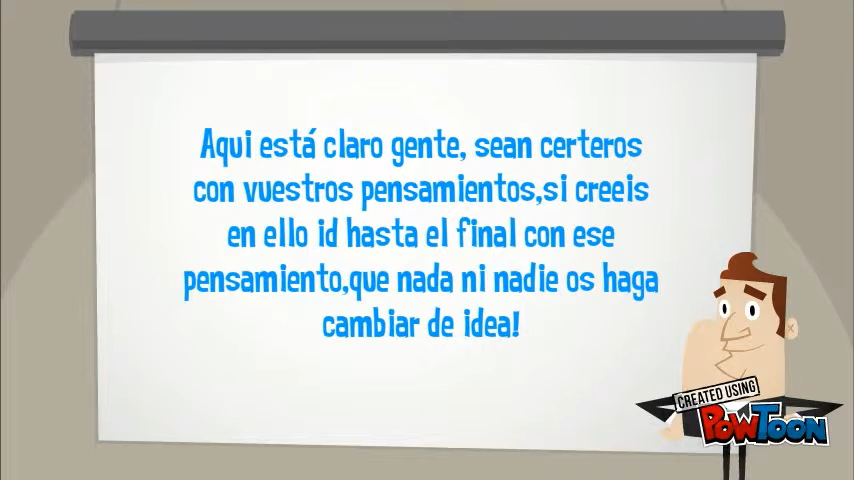 Aqui está claro gente, sean certeros
con vuestros pensamientos,si creeis
en ello id hasta el final con ese
pensamiento,que nada ni nadie os haga
cambiar de idea!
CREATED USING
POWTOON